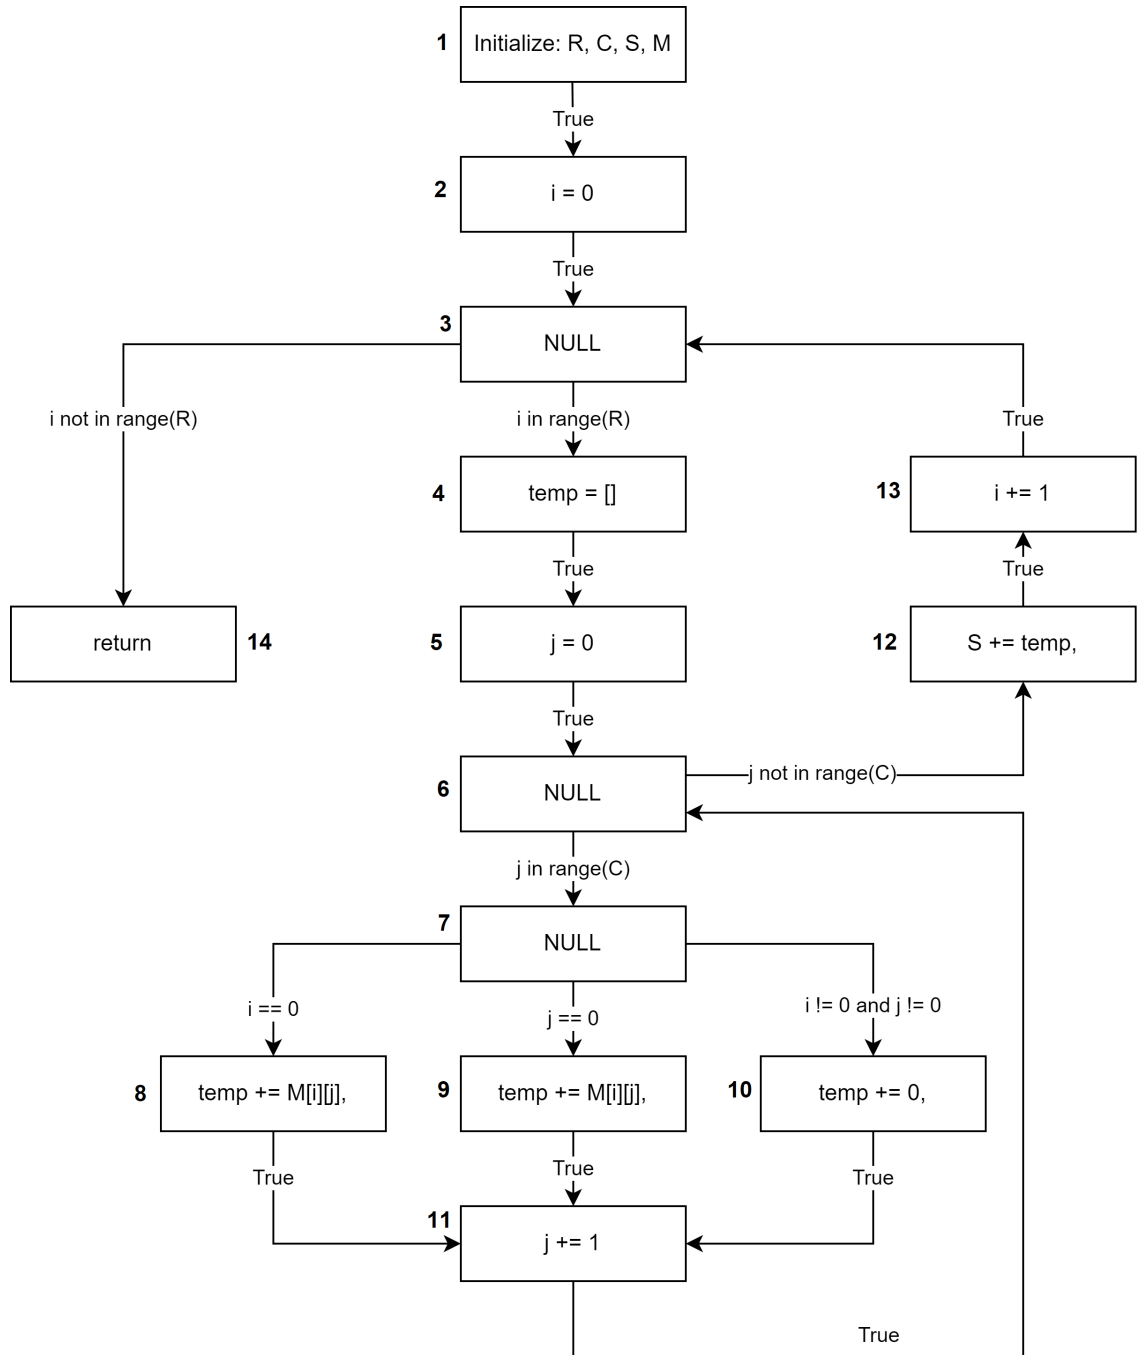 1
Initialize: R, C, S, M
True
2
i = 0
True
3
NULL
i not in range(R)
i in range(R)
True
4
temp = []
13
i += 1
True
True
return
14
5
j = 0
12
S += temp,
True
6
NULL
j not in range(C)
j in range(C)
7
NULL
i == 0
j == 0
i != 0 and j != 0
8
temp += M[i][j],
9
temp += M[i][j],
10
temp += 0,
True
True
True
11
j += 1
True